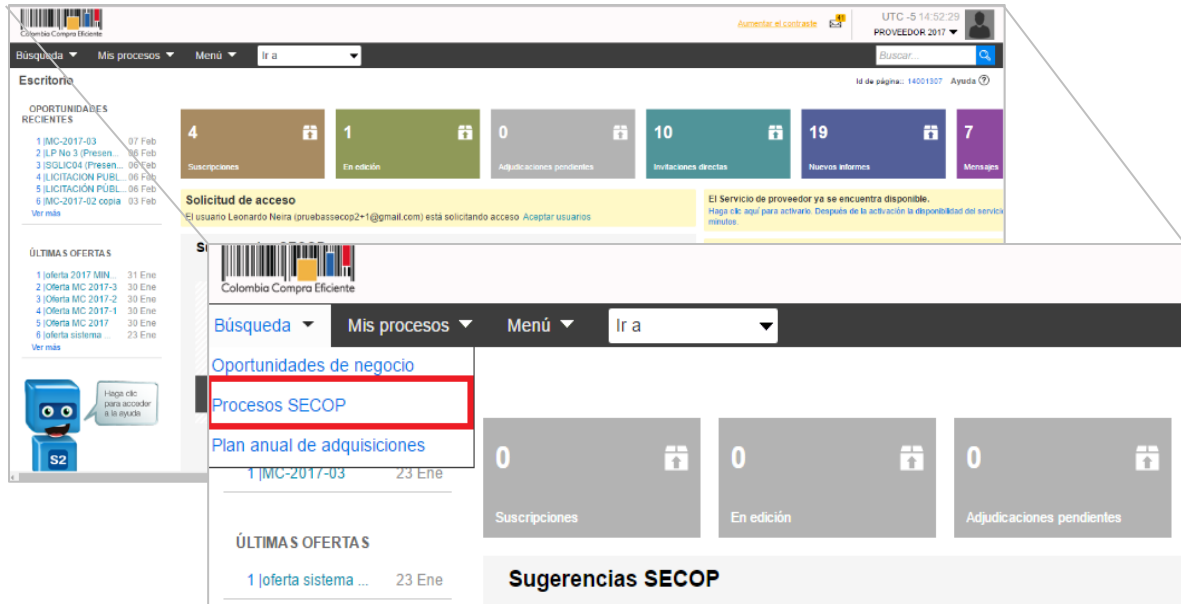 Colombia Compra Eficiente
Aumentar el contraste
41
UTC -5 14:52:29
PROVEEDOR 2017
Búsqueda Mis procesos Menú Ir a
Buscar...
Escritorio
Id de página:: 14001307 Ayuda
OPORTUNIDADES
RECIENTES
1 |MC-2017-03 07 Feb
2 |LP No 3 (Presen... 06 Feb
3 |SGLIC04 (Presen... 06 Feb
4 |LICITACION PUBL... 06 Feb
5 |LICITACIÓN PÚBL... 06 Feb
6 |MC-2017-02 copia 03 Feb
Ver más
4
Suscripciones
1
En edición
0
Adjudicaciones pendientes
10
Invitaciones directas
19
Nuevos informes
7
Mensajes
Solicitud de acceso
El usuario Leonardo Neira (pruebassecop2+1@gmail.com) está solicitando acceso Aceptar usuarios
El Servicio de proveedor ya se encuentra disponible.
Haga clic aquí para activarlo. Después de la activación la disponibilidad del servicio
minutos.
ÚLTIMAS OFERTAS
1 |oferta 2017 MIN... 31 Ene
2 |Oferta MC 2017-3 30 Ene
3 |Oferta MC 2017-2 30 Ene
4 |Oferta MC 2017-1 30 Ene
5 |Oferta MC 2017 30 Ene
6 |oferta sistema ... 23 Ene
Ver más
Haga clic
para acceder
a la ayuda
S2
Colombia Compra Eficiente
Búsqueda Mis procesos Menú Ir a
Oportunidades de negocio
Procesos SECOP
Plan anual de adquisiciones
1 |MC-2017-03 23 Ene
0
Suscripciones
0
En edición
0
Adjudicaciones pendientes
ÚLTIMAS OFERTAS
1 |oferta sistema ... 23 Ene
Sugerencias SECOP